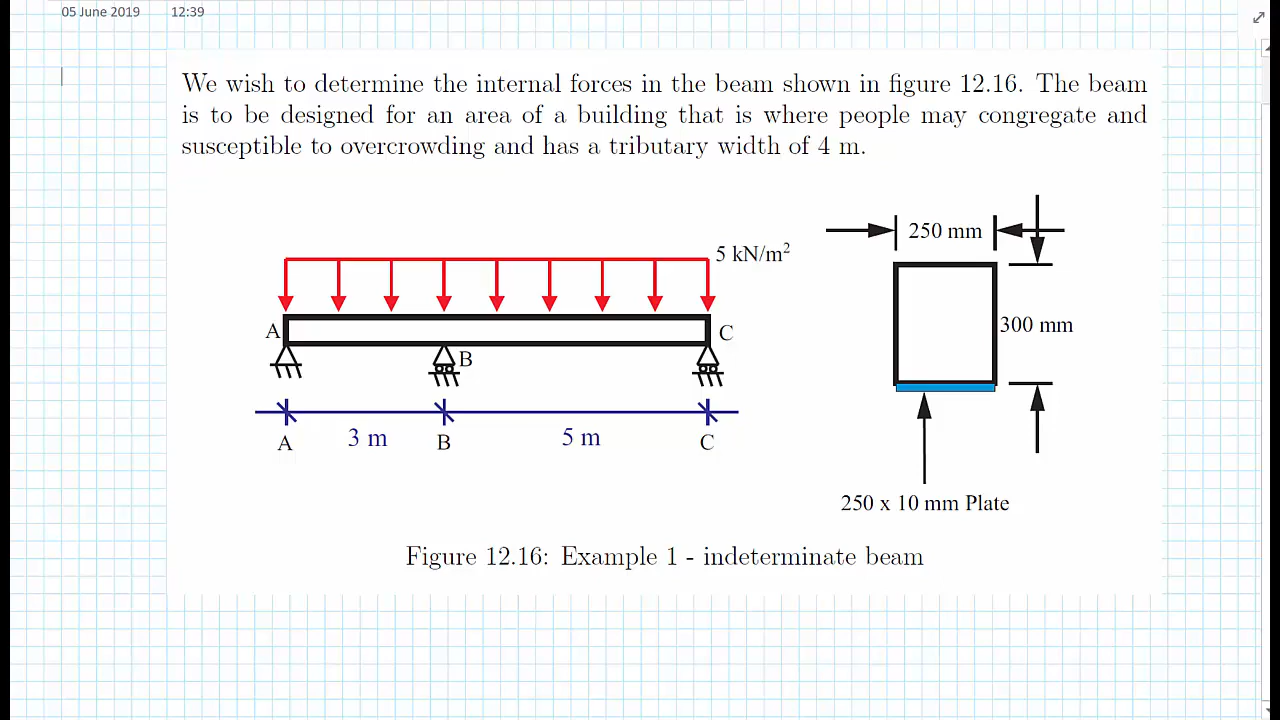 05 June 2019 12:39
We wish to determine the internal forces in the beam shown in figure 12.16. The beam
is to be designed for an area of a building that is where people may congregate and
susceptible to overcrowding and has a tributary width of 4 m.
250 mm
5 kN/m²
A
C
300 mm
B
3 m
5 m
A
B
C
250 x 10 mm Plate
Figure 12.16: Example 1 - indeterminate beam